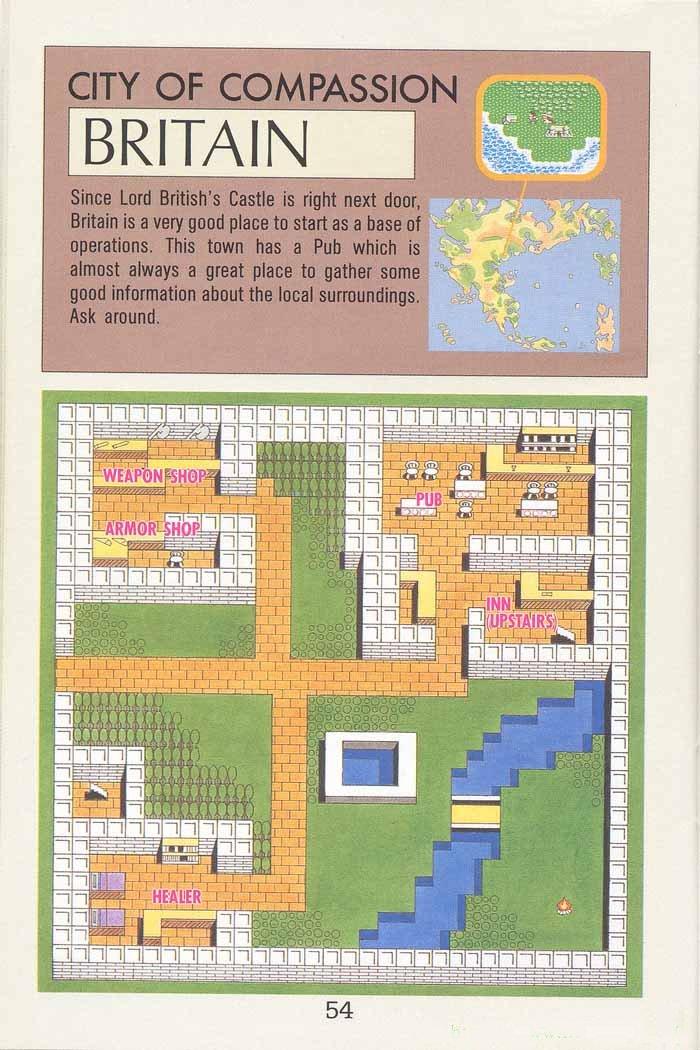 CITY OF COMPASSION
BRITAIN
Since Lord British's Castle is right next door,
Britain is a very good place to start as a base of
operations. This town has a Pub which is
almost always a great place to gather some
good information about the local surroundings.
Ask around.
WEAPON SHOP
PUB
ARMOR SHOP
INN
(UPSTAIRS)
HEALER
54